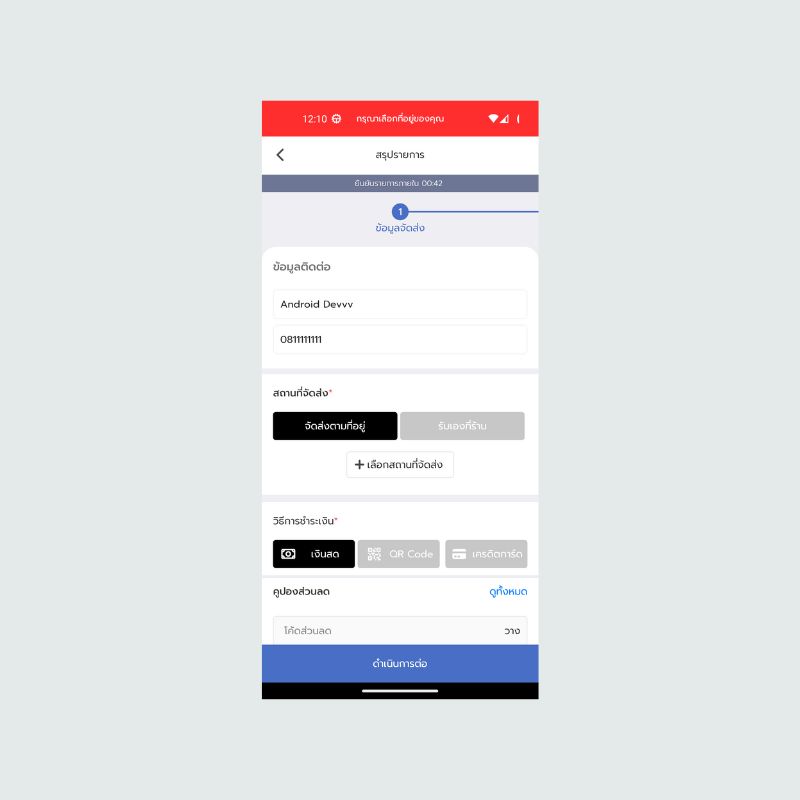 12:10 กรุณาเลือกที่อยู่ของคุณ
สรุปรายการ
ยืนยันรายการภายใน 00:42
1
ข้อมูลจัดส่ง
ข้อมูลติดต่อ
Android Devvv
0811111111
สถานที่จัดส่ง*
จัดส่งตามที่อยู่ รับเองที่ร้าน
เลือกสถานที่จัดส่ง
วิธีการชำระเงิน*
เงินสด QR Code เครดิตการ์ด
คูปองส่วนลด ดูทั้งหมด
โค้ดส่วนลด วาง
ดำเนินการต่อ